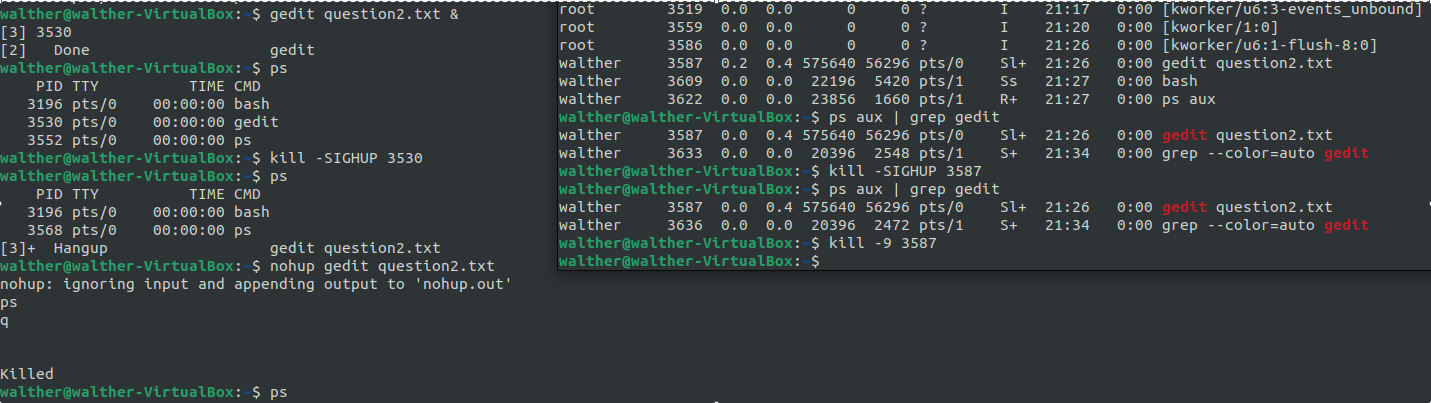 walther@walther-VirtualBox:~$ gedit question2.txt &
[3] 3530
[2]   Done                    gedit
walther@walther-VirtualBox:~$ ps
    PID TTY          TIME CMD
   3196 pts/0    00:00:00 bash
   3530 pts/0    00:00:00 gedit
   3552 pts/0    00:00:00 ps
walther@walther-VirtualBox:~$ kill -SIGHUP 3530
walther@walther-VirtualBox:~$ ps
    PID TTY          TIME CMD
   3196 pts/0    00:00:00 bash
   3568 pts/0    00:00:00 ps
[3]+  Hangup                  gedit question2.txt
walther@walther-VirtualBox:~$ nohup gedit question2.txt
nohup: ignoring input and appending output to 'nohup.out'
ps
q
Killed
walther@walther-VirtualBox:~$ ps
root        3519  0.0  0.0      0     0 ?        I    21:17   0:00 [kworker/u6:3-events_unbound]
root        3559  0.0  0.0      0     0 ?        I    21:20   0:00 [kworker/1:0]
root        3586  0.0  0.0      0     0 ?        I    21:26   0:00 [kworker/u6:1-flush-8:0]
walther     3587  0.2  0.4 575640 56296 pts/0    Sl+  21:26   0:00 gedit question2.txt
walther     3609  0.0  0.0  22196  5420 pts/1    Ss   21:27   0:00 bash
walther     3622  0.0  0.0  23856  1660 pts/1    R+   21:27   0:00 ps aux
walther@walther-VirtualBox:~$ ps aux | grep gedit
walther     3587  0.0  0.4 575640 56296 pts/0    Sl+  21:26   0:00 gedit question2.txt
walther     3633  0.0  0.0  20396  2548 pts/1    S+   21:34   0:00 grep --color=auto gedit
walther@walther-VirtualBox:~$ kill -SIGHUP 3587
walther@walther-VirtualBox:~$ ps aux | grep gedit
walther     3587  0.0  0.4 575640 56296 pts/0    Sl+  21:26   0:00 gedit question2.txt
walther     3636  0.0  0.0  20396  2472 pts/1    S+   21:34   0:00 grep --color=auto gedit
walther@walther-VirtualBox:~$ kill -9 3587
walther@walther-VirtualBox:~$